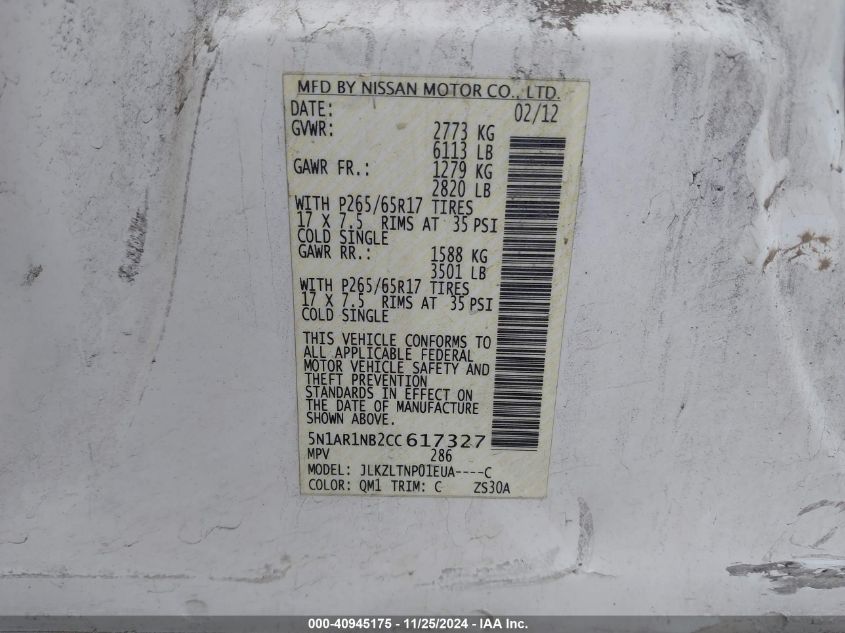 MFD BY NISSAN MOTOR CO., LTD.
DATE: 02/12
GVWR: 2773 KG
6113 LB
GAWR FR.: 1279 KG
2820 LB
WITH P265/65R17 TIRES
17 X 7.5 RIMS AT 35 PSI
COLD SINGLE
GAWR RR.: 1588 KG
3501 LB
WITH P265/65R17 TIRES
17 X 7.5 RIMS AT 35 PSI
COLD SINGLE
THIS VEHICLE CONFORMS TO
ALL APPLICABLE FEDERAL
MOTOR VEHICLE SAFETY AND
THEFT PREVENTION
STANDARDS IN EFFECT ON
THE DATE OF MANUFACTURE
SHOWN ABOVE.
5N1AR1NB2CC617327
MPV 286
MODEL: JLKZLTNP01EUA----C
COLOR: QM1 TRIM: C ZS30A
000-40945175 - 11/25/2024 - IAA Inc.